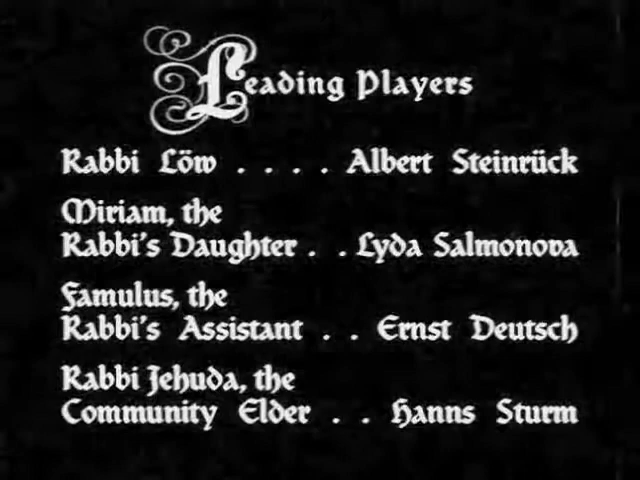 Leading Players
Rabbi Löw . . . . Albert Steinrück
Miriam, the
Rabbi's Daughter . . Lyda Salmonova
Famulus, the
Rabbi's Assistant . . Ernst Deutsch
Rabbi Jehuda, the
Community Elder . . Hanns Sturm